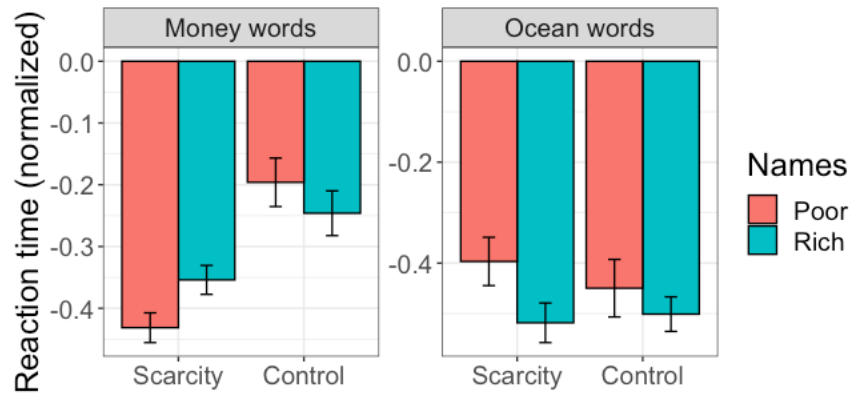 Reaction time (normalized)
Money words
0.0
-0.1
-0.2
-0.3
-0.4
Scarcity Control
Ocean words
0.0
-0.2
-0.4
Scarcity Control
Names
Poor
Rich